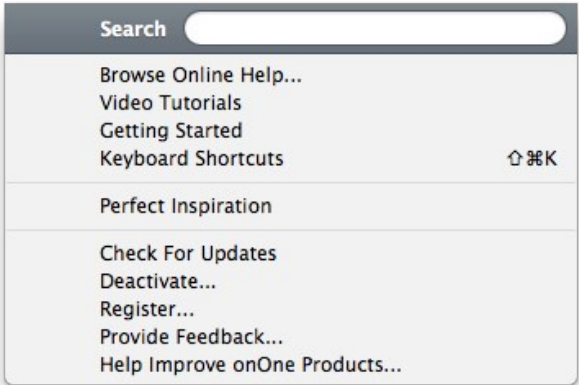 Search
Browse Online Help...
Video Tutorials
Getting Started
Keyboard Shortcuts ⇧⌘K
Perfect Inspiration
Check For Updates
Deactivate...
Register...
Provide Feedback...
Help Improve onOne Products...